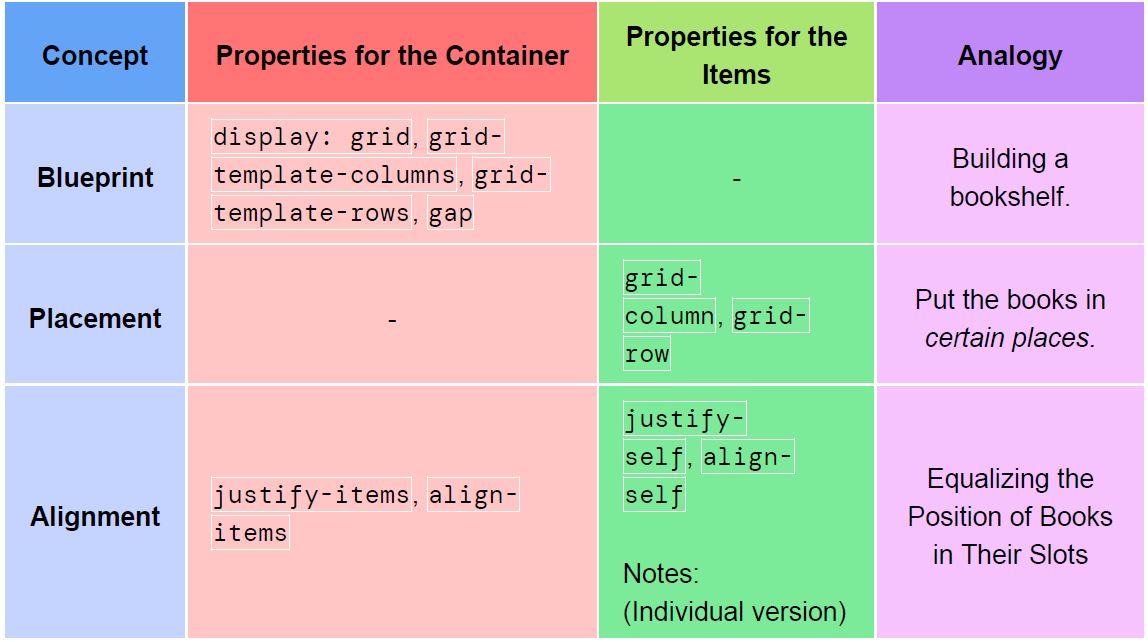 Concept
Properties for the Container
Properties for the
Items
Analogy
Blueprint
display: grid, grid-
template-columns, grid-
template-rows, gap
-
Building a
bookshelf.
Placement
-
grid-
column, grid-
row
Put the books in
certain places.
Alignment
justify-items, align-
items
justify-
self, align-
self
Notes:
(Individual version)
Equalizing the
Position of Books
in Their Slots